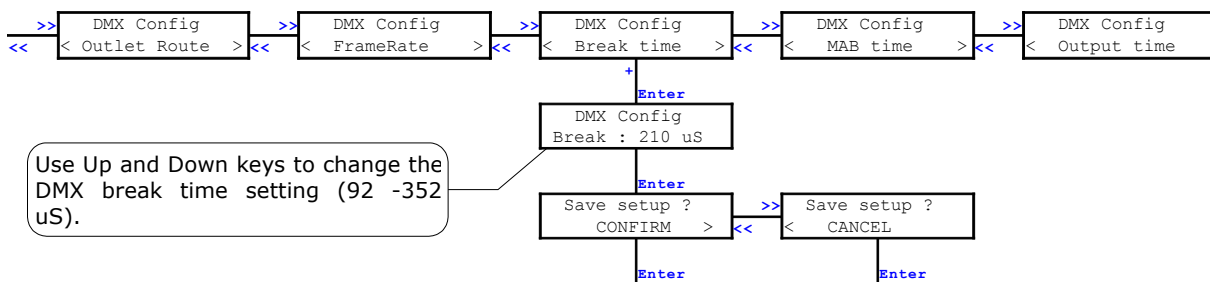 >> DMX Config >> DMX Config >> DMX Config >> DMX Config >> DMX Config
<< < Outlet Route > << < FrameRate > << < Break time > << < MAB time > << < Output time
+
Enter
DMX Config
Break : 210 uS
Use Up and Down keys to change the
DMX break time setting (92 -352
uS).
Enter
Save setup ? >> Save setup ?
CONFIRM > << < CANCEL
Enter Enter